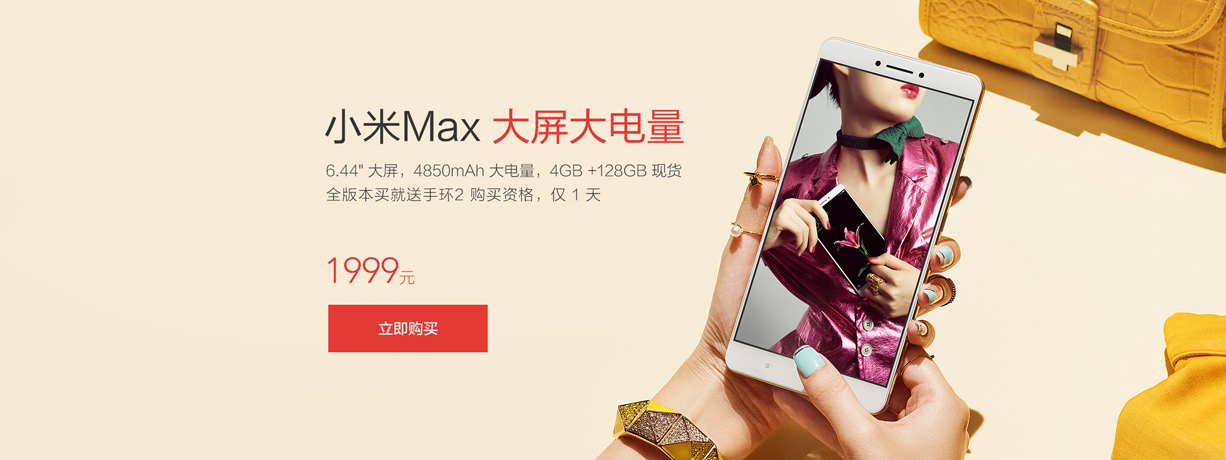 小米Max 大屏大电量
6.44" 大屏，4850mAh 大电量，4GB +128GB 现货
全版本买就送手环2 购买资格，仅 1 天
1999元
立即购买